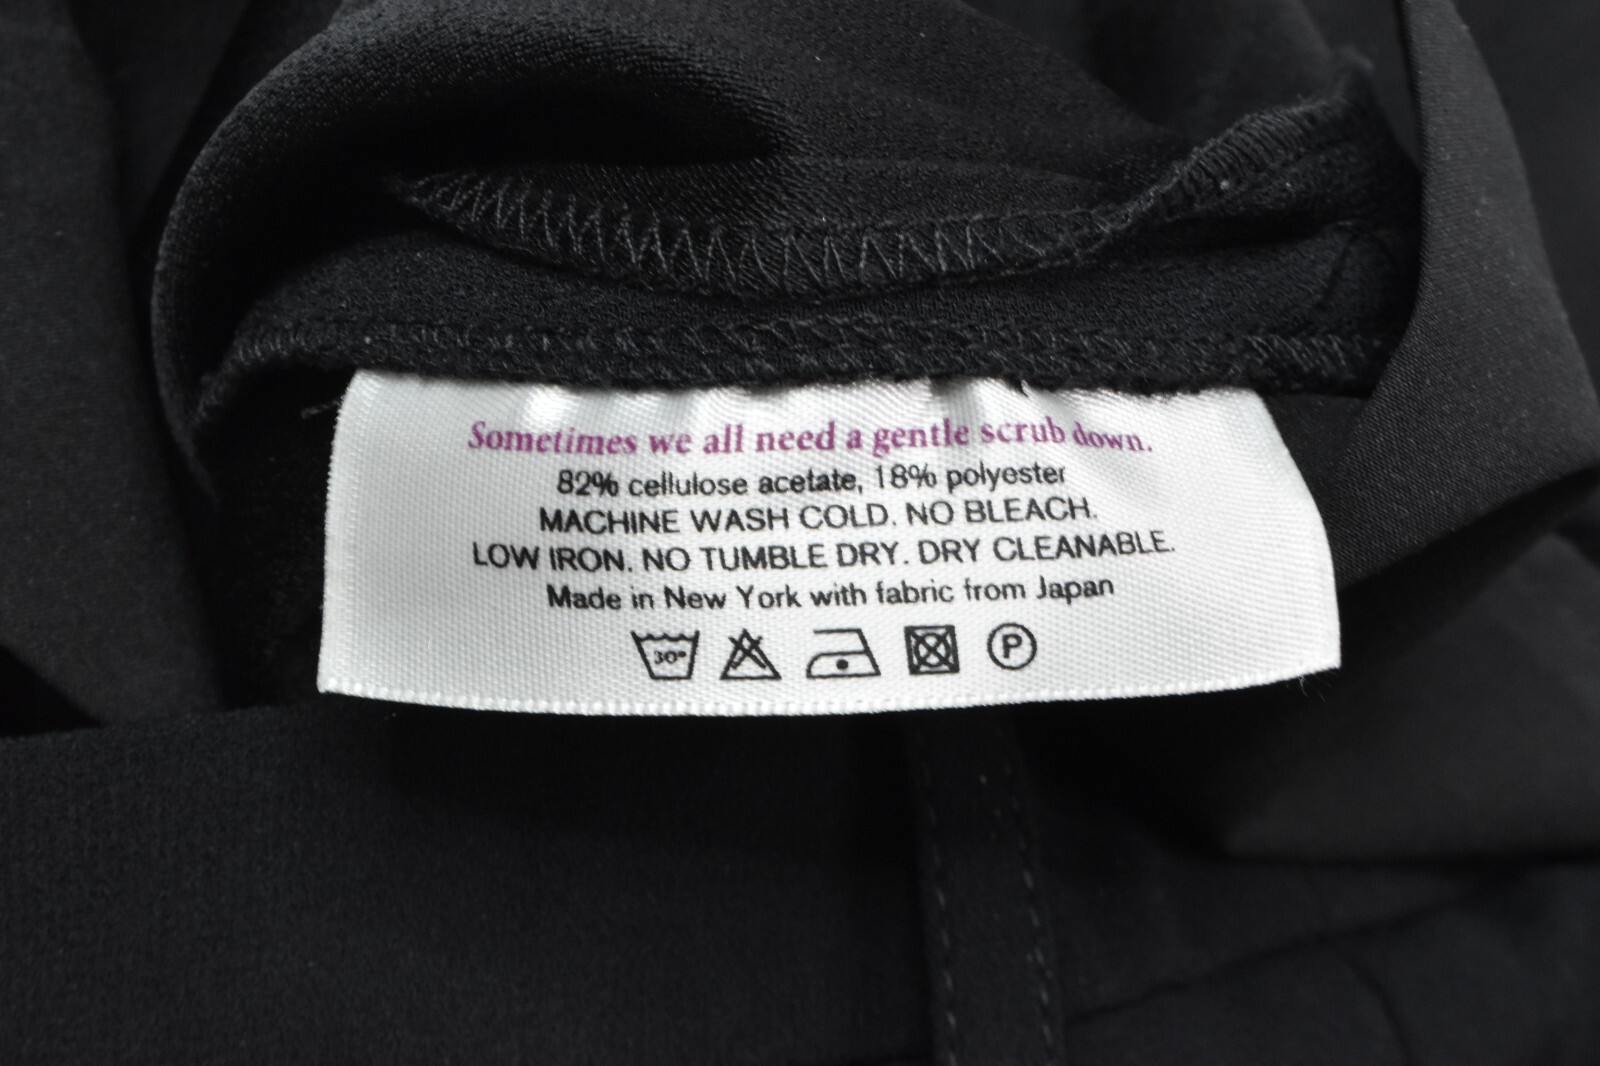 Sometimes we all need a gentle scrub down.
82% cellulose acetate, 18% polyester
MACHINE WASH COLD. NO BLEACH.
LOW IRON. NO TUMBLE DRY. DRY CLEANABLE.
Made in New York with fabric from Japan
30° P